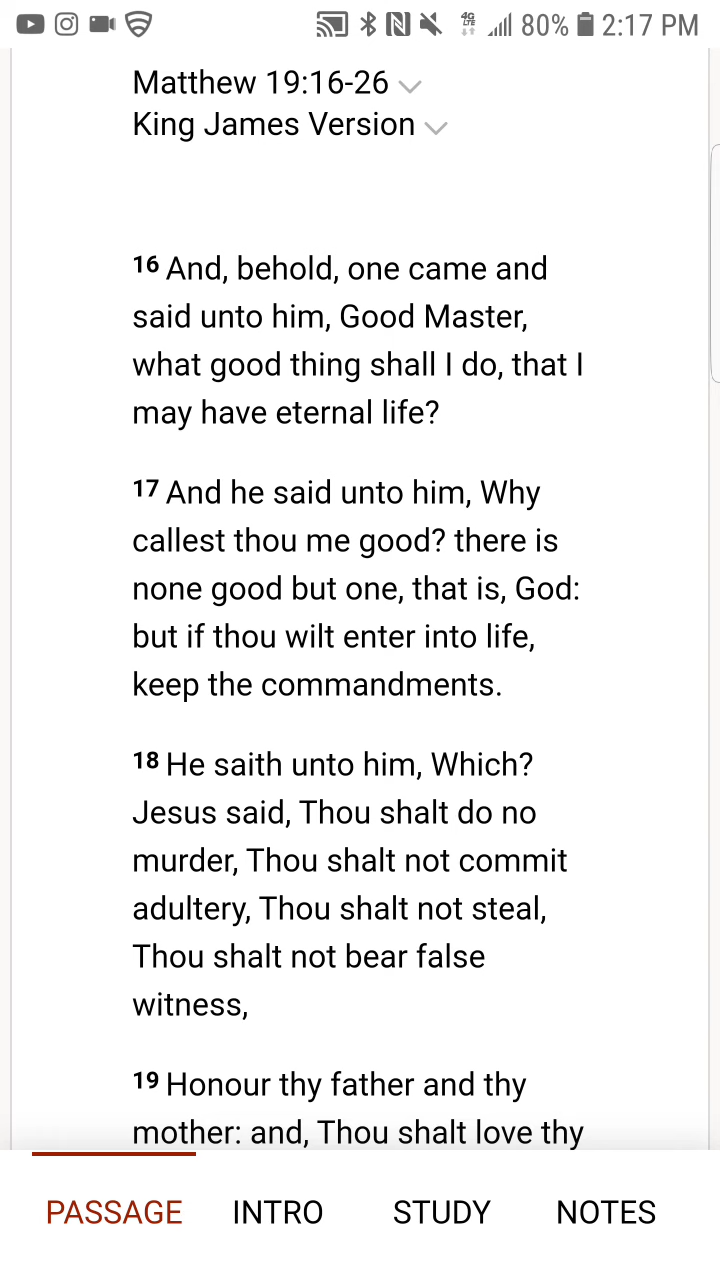 80% 2:17 PM
Matthew 19:16-26
King James Version
16 And, behold, one came and
said unto him, Good Master,
what good thing shall I do, that I
may have eternal life?
17 And he said unto him, Why
callest thou me good? there is
none good but one, that is, God:
but if thou wilt enter into life,
keep the commandments.
18 He saith unto him, Which?
Jesus said, Thou shalt do no
murder, Thou shalt not commit
adultery, Thou shalt not steal,
Thou shalt not bear false
witness,
19 Honour thy father and thy
mother: and, Thou shalt love thy
PASSAGE INTRO STUDY NOTES